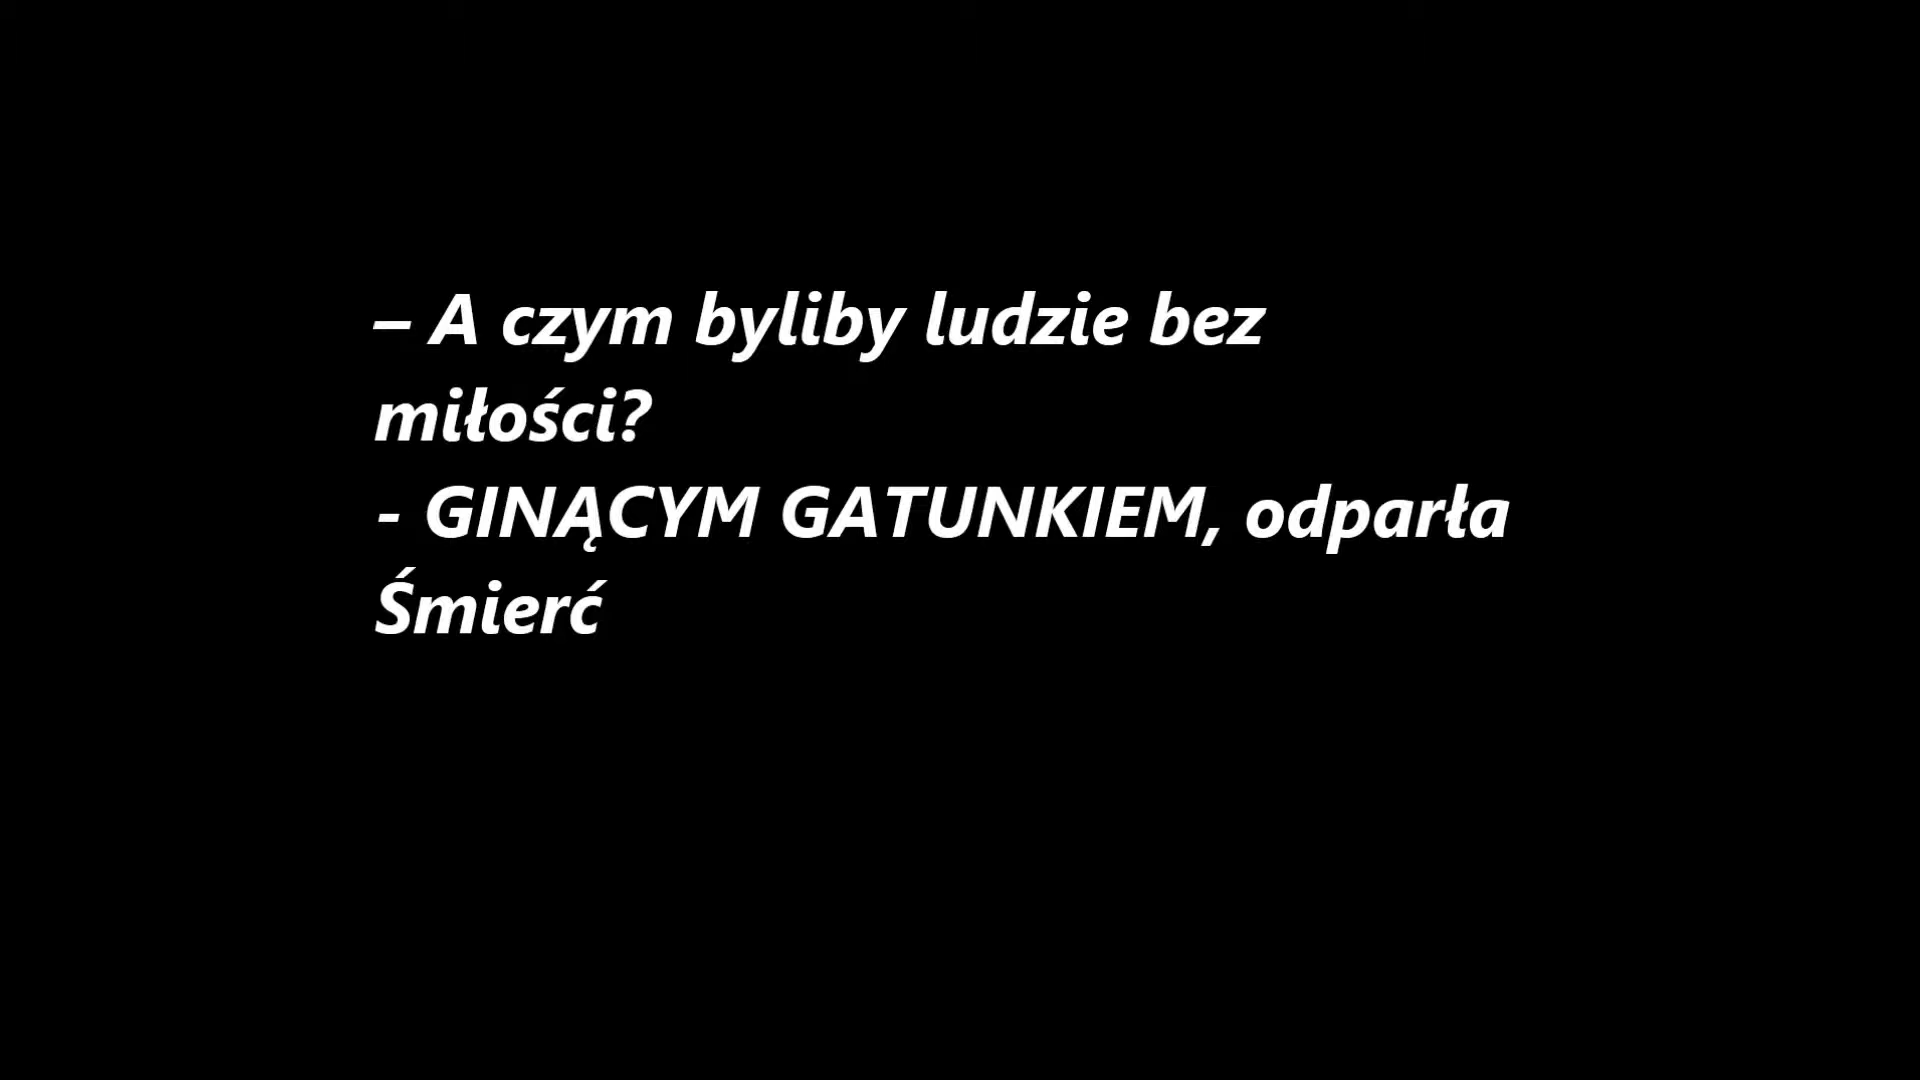 – A czym byliby ludzie bez
miłości?
- GINĄCYM GATUNKIEM, odparła
Śmierć